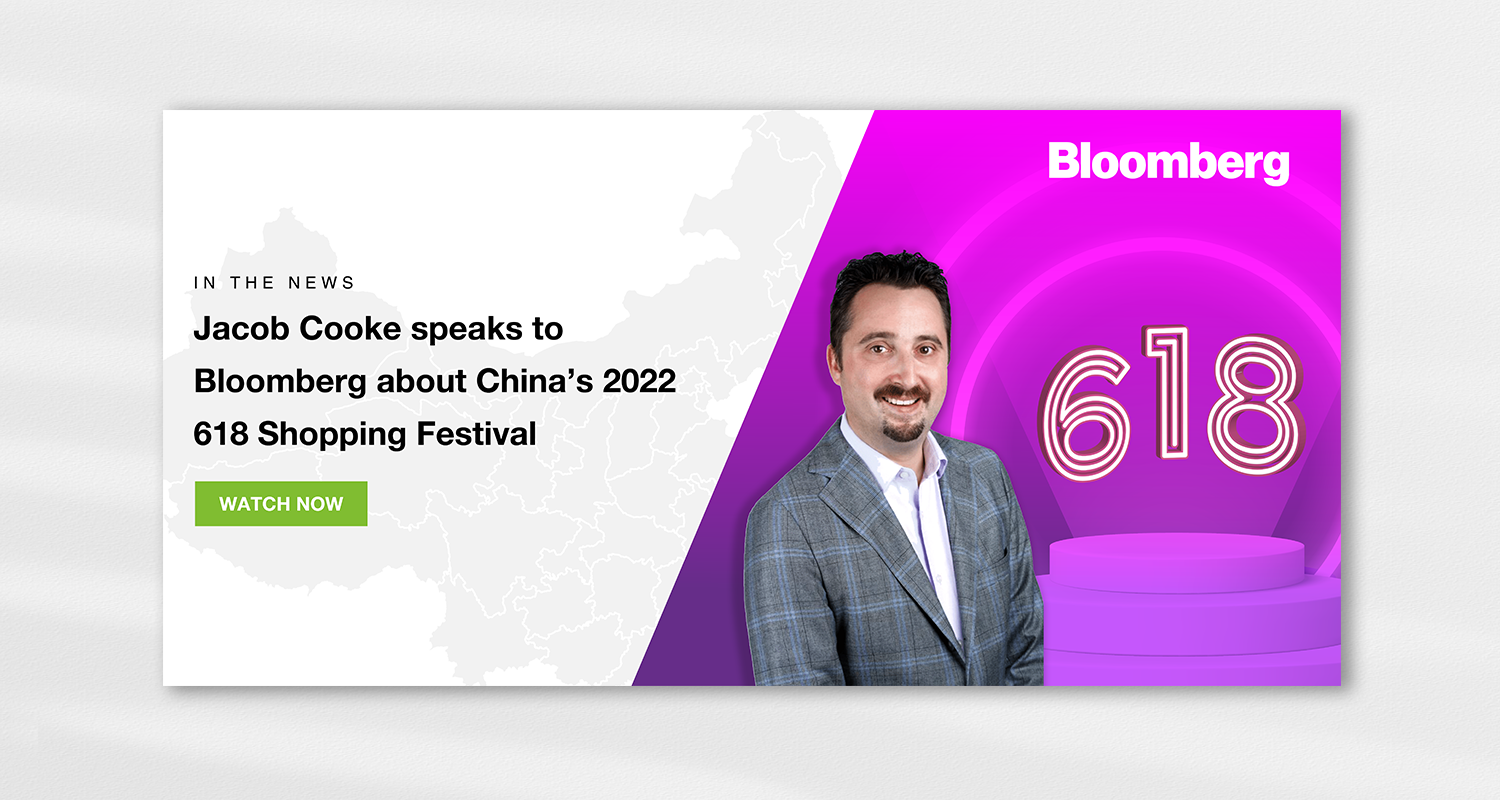 Bloomberg
IN THE NEWS
Jacob Cooke speaks to
Bloomberg about China’s 2022
618 Shopping Festival
WATCH NOW
618